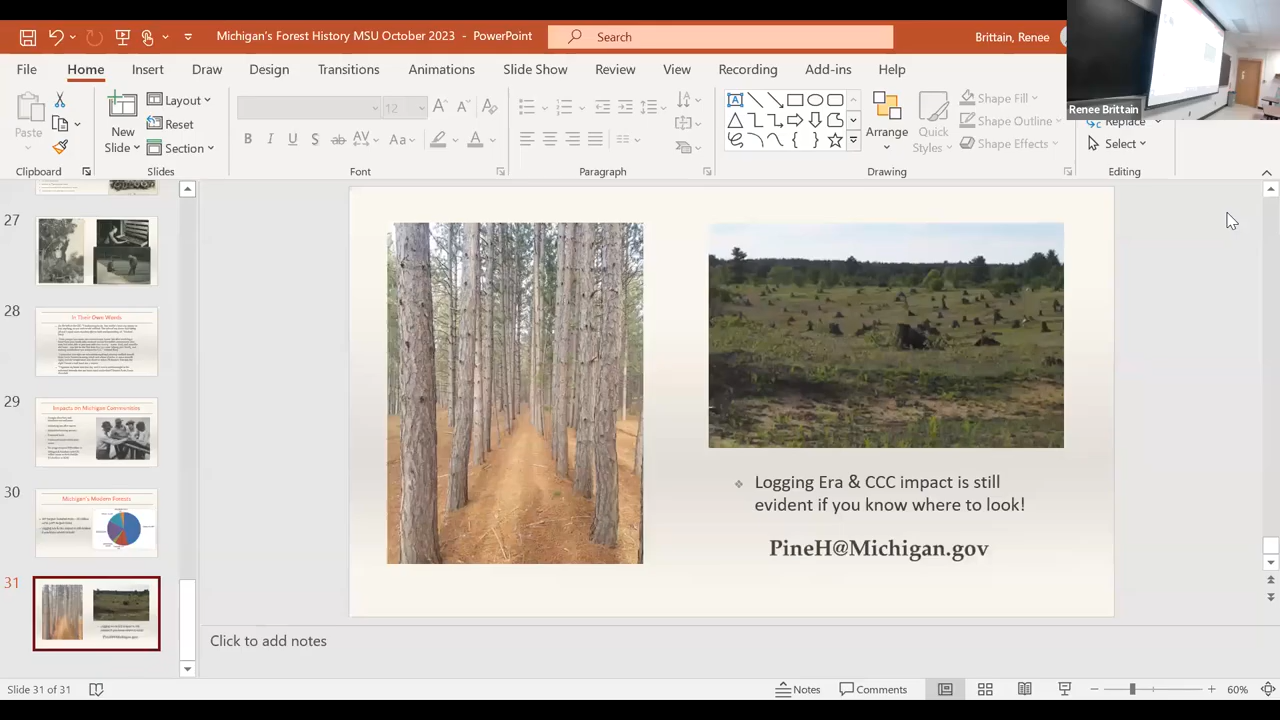 Michigan's Forest History MSU October 2023 - PowerPoint
Search
Brittain, Renee
File Home Insert Draw Design Transitions Animations Slide Show Review View Recording Add-ins Help
Paste
New Slide
Layout
Reset
Section
12
B I U S ab AV Aa A
Arrange
Quick Styles
Shape Fill
Shape Outline
Shape Effects
Replace
Select
Renee Brittain
Clipboard Slides Font Paragraph Drawing Editing
27
28
In Their Own Words
29
Impacts on Michigan Communities
30
Michigan's Modern Forests
31
Logging Era & CCC impact is still
evident if you know where to look!
PineH@Michigan.gov
Click to add notes
Slide 31 of 31
Notes Comments
60%